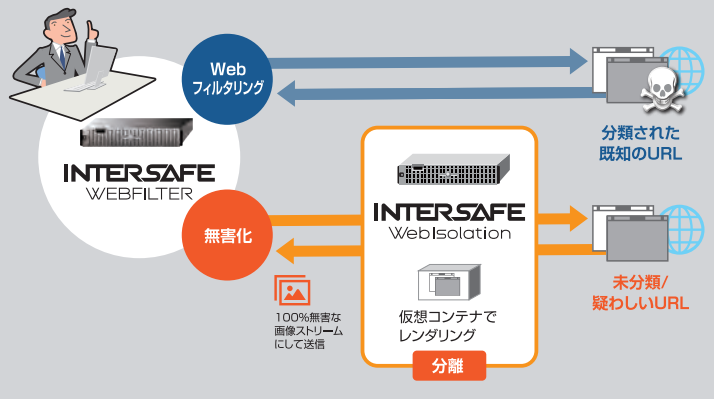 Web
フィルタリング
分類された
既知のURL
INTERSAFE
WEBFILTER
無害化
INTERSAFE
WebIsolation
未分類/
疑わしいURL
100%無害な
画像ストリーム
にして送信
仮想コンテナで
レンダリング
分離